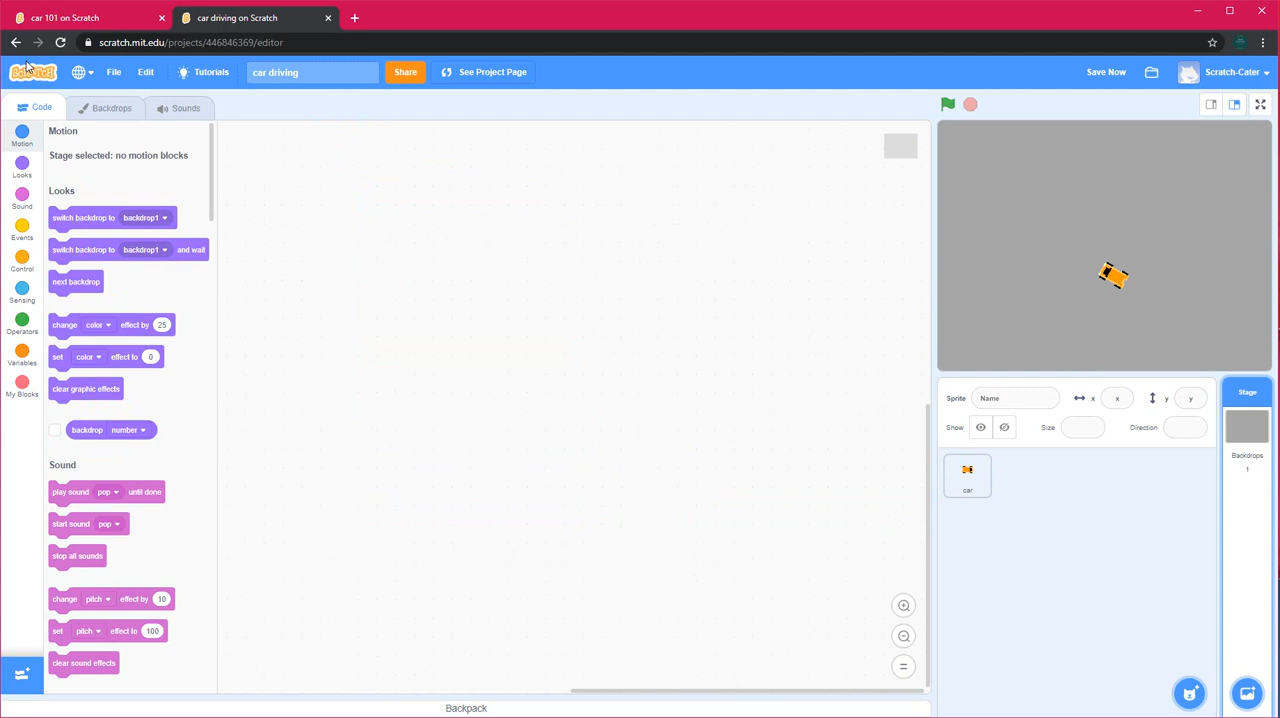 car 101 on Scratch
car driving on Scratch
scratch.mit.edu/projects/446846369/editor
SCRATCH
File
Edit
Tutorials
car driving
Share
See Project Page
Save Now
Scratch-Cater
Code
Backdrops
Sounds
Motion
Looks
Sound
Events
Control
Sensing
Operators
Variables
My Blocks
Motion
Stage selected: no motion blocks
Looks
switch backdrop to backdrop1
switch backdrop to backdrop1 and wait
next backdrop
change color effect by 25
set color effect to 0
clear graphic effects
backdrop number
Sound
play sound pop until done
start sound pop
stop all sounds
change pitch effect by 10
set pitch effect to 100
clear sound effects
Backpack
Sprite Name x x y y
Show Size Direction
car
Stage
Backdrops
1